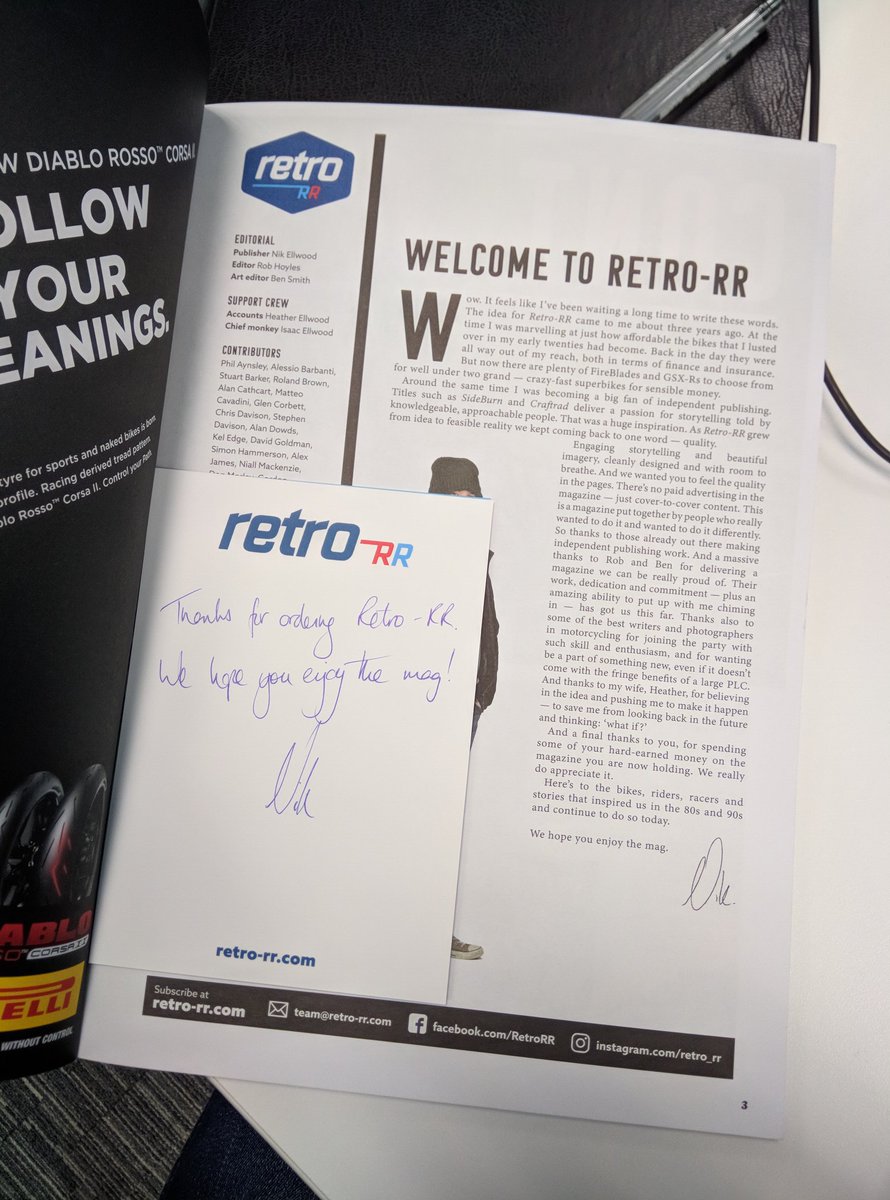 DIABLO ROSSO™ CORSA II
YOUR
tyre for sports and naked bikes is born
profile. Racing derived tread pattern
Rosso™ Corsa II. Control your Path.
CORSA II
WITHOUT CONTROL
retro
RR
EDITORIAL
Publisher Nik Ellwood
Editor Rob Hoyles
Art editor Ben Smith
SUPPORT CREW
Accounts Heather Ellwood
Chief monkey Isaac Ellwood
CONTRIBUTORS
Phil Aynsley, Alessio Barbanti,
Stuart Barker, Roland Brown,
Alan Cathcart, Matteo
Cavadini, Glen Corbett,
Chris Davison, Stephen
Davison, Alan Dowds,
Kel Edge, David Goldman,
Simon Hammerson, Alex
James, Niall Mackenzie,
WELCOME TO RETRO-RR
Wow. It feels like I've been waiting a long time to write these words.
The idea for Retro-RR came to me about three years ago. At the
time I was marvelling at just how affordable the bikes that I lusted
over in my early twenties had become. Back in the day they were
all way out of my reach, both in terms of finance and insurance.
But now there are plenty of FireBlades and GSX-Rs to choose from
for well under two grand — crazy-fast superbikes for sensible money.
Around the same time I was becoming a big fan of independent publishing.
Titles such as SideBurn and Craftrad deliver a passion for storytelling told by
knowledgeable, approachable people. That was a huge inspiration. As Retro-RR grew
from idea to feasible reality we kept coming back to one word — quality.
Engaging storytelling and beautiful
imagery, cleanly designed and with room to
breathe. And we wanted you to feel the quality
in the pages. There's no paid advertising in the
magazine — just cover-to-cover content. This
is a magazine put together by people who really
wanted to do it and wanted to do it differently.
So thanks to those already out there making
independent publishing work. And a massive
thanks to Rob and Ben for delivering a
magazine we can be really proud of. Their
work, dedication and commitment — plus an
amazing ability to put up with me chiming
in — has got us this far. Thanks also to
some of the best writers and photographers
in motorcycling for joining the party with
such skill and enthusiasm, and for wanting
to be a part of something new, even if it doesn't
come with the fringe benefits of a large PLC.
And thanks to my wife, Heather, for believing
in the idea and pushing me to make it happen
— to save me from looking back in the future
and thinking: 'what if?'
And a final thanks to you, for spending
some of your hard-earned money on the
magazine you are now holding. We really
do appreciate it.
Here's to the bikes, riders, racers and
stories that inspired us in the 80s and 90s
and continue to do so today.
We hope you enjoy the mag.
Nik.
retro RR
Thanks for ordering Retro-RR.
We hope you enjoy the mag!
Nik
retro-rr.com
Subscribe at
retro-rr.com
team@retro-rr.com
facebook.com/RetroRR
instagram.com/retro_rr
3